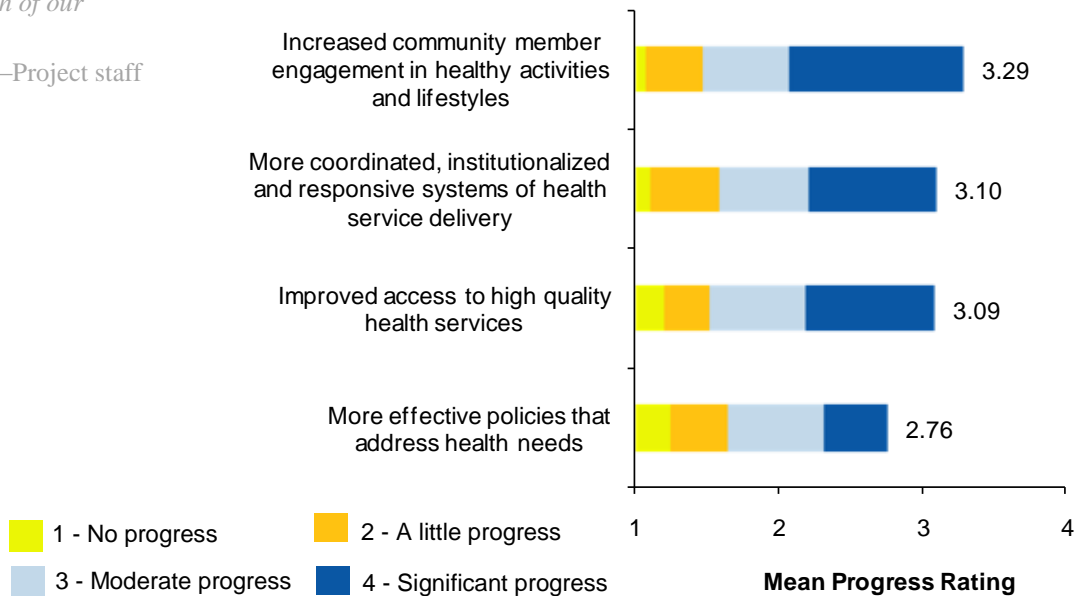 of our
–Project staff
Increased community member
engagement in healthy activities
and lifestyles
3.29
More coordinated, institutionalized
and responsive systems of health
service delivery
3.10
Improved access to high quality
health services
3.09
More effective policies that
address health needs
2.76
1 2 3 4
Mean Progress Rating
1 - No progress
2 - A little progress
3 - Moderate progress
4 - Significant progress